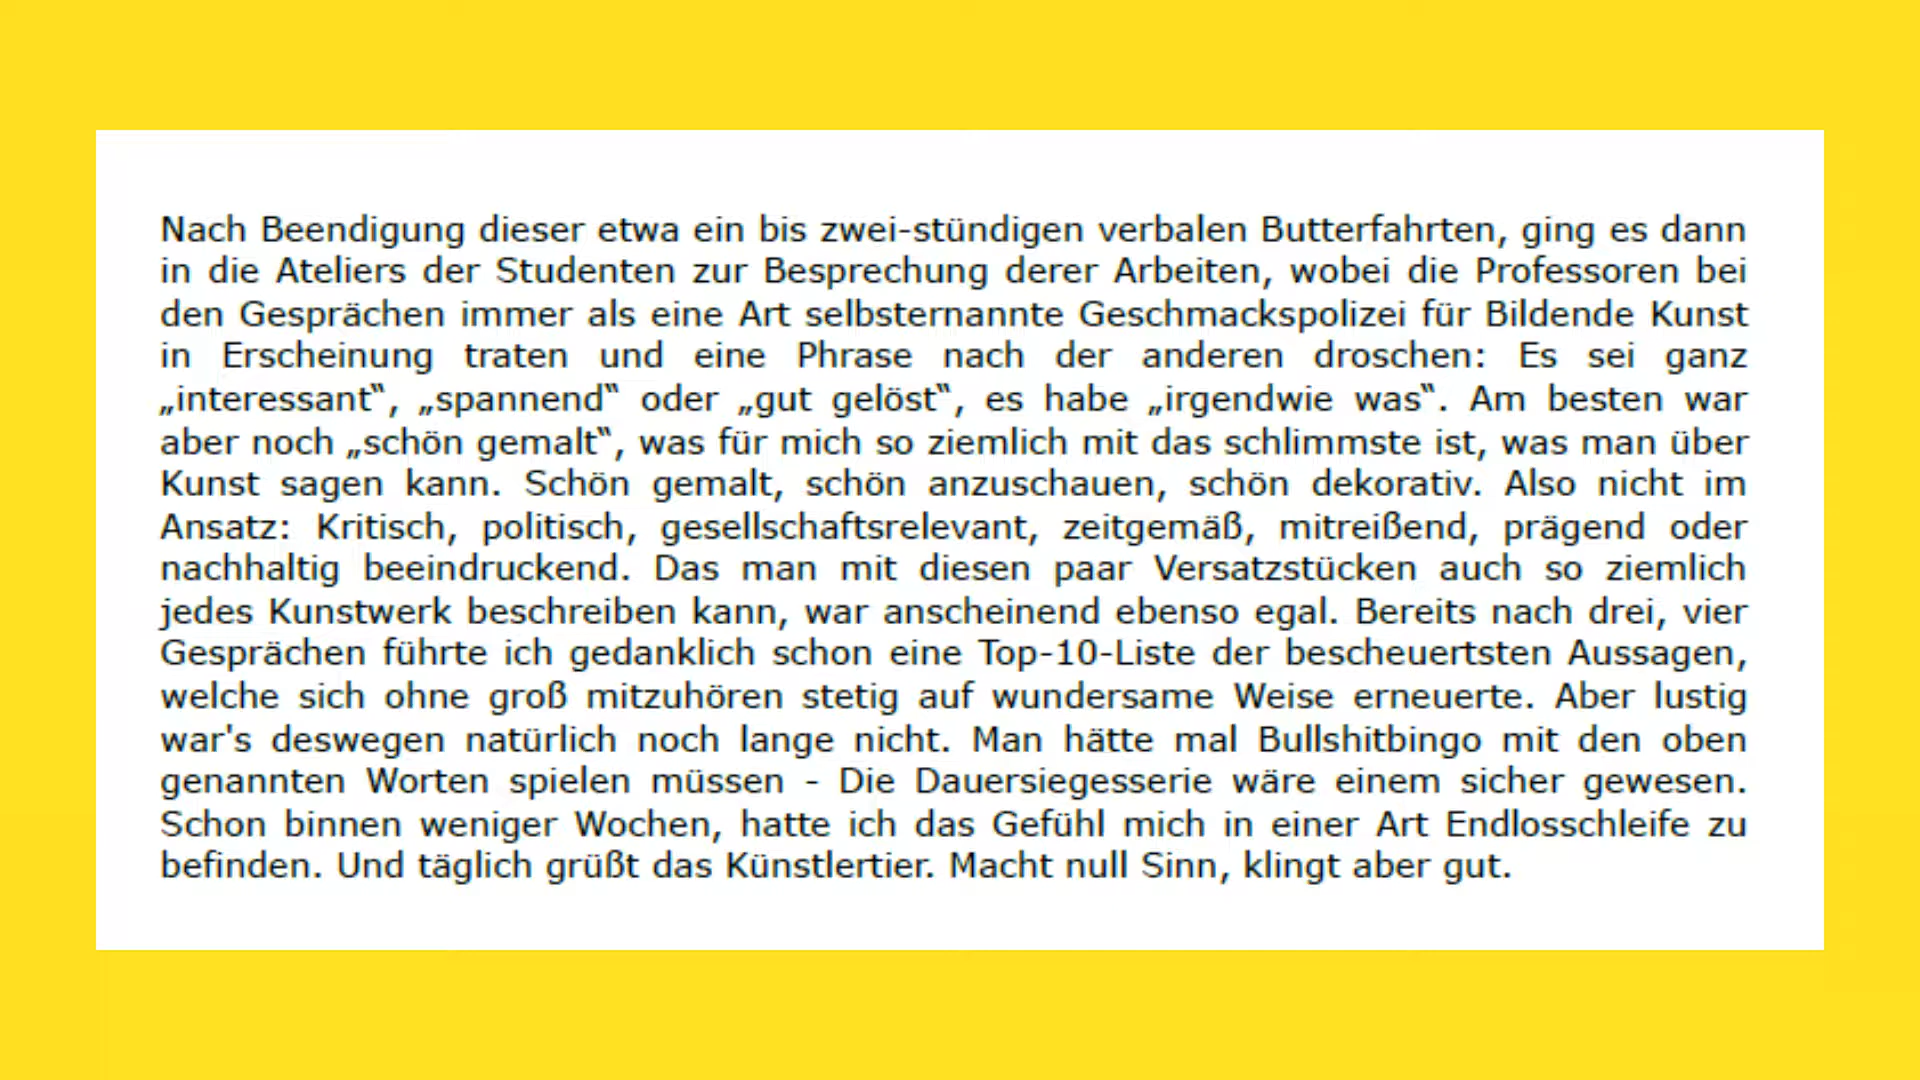 Nach Beendigung dieser etwa ein bis zwei-stündigen verbalen Butterfahrten, ging es dann
in die Ateliers der Studenten zur Besprechung derer Arbeiten, wobei die Professoren bei
den Gesprächen immer als eine Art selbsternannte Geschmackspolizei für Bildende Kunst
in Erscheinung traten und eine Phrase nach der anderen droschen: Es sei ganz
„interessant“, „spannend“ oder „gut gelöst“, es habe „irgendwie was“. Am besten war
aber noch „schön gemalt“, was für mich so ziemlich mit das schlimmste ist, was man über
Kunst sagen kann. Schön gemalt, schön anzuschauen, schön dekorativ. Also nicht im
Ansatz: Kritisch, politisch, gesellschaftsrelevant, zeitgemäß, mitreißend, prägend oder
nachhaltig beeindruckend. Das man mit diesen paar Versatzstücken auch so ziemlich
jedes Kunstwerk beschreiben kann, war anscheinend ebenso egal. Bereits nach drei, vier
Gesprächen führte ich gedanklich schon eine Top-10-Liste der bescheuertsten Aussagen,
welche sich ohne groß mitzuhören stetig auf wundersame Weise erneuerte. Aber lustig
war's deswegen natürlich noch lange nicht. Man hätte mal Bullshitbingo mit den oben
genannten Worten spielen müssen - Die Dauersiegesserie wäre einem sicher gewesen.
Schon binnen weniger Wochen, hatte ich das Gefühl mich in einer Art Endlosschleife zu
befinden. Und täglich grüßt das Künstlertier. Macht null Sinn, klingt aber gut.